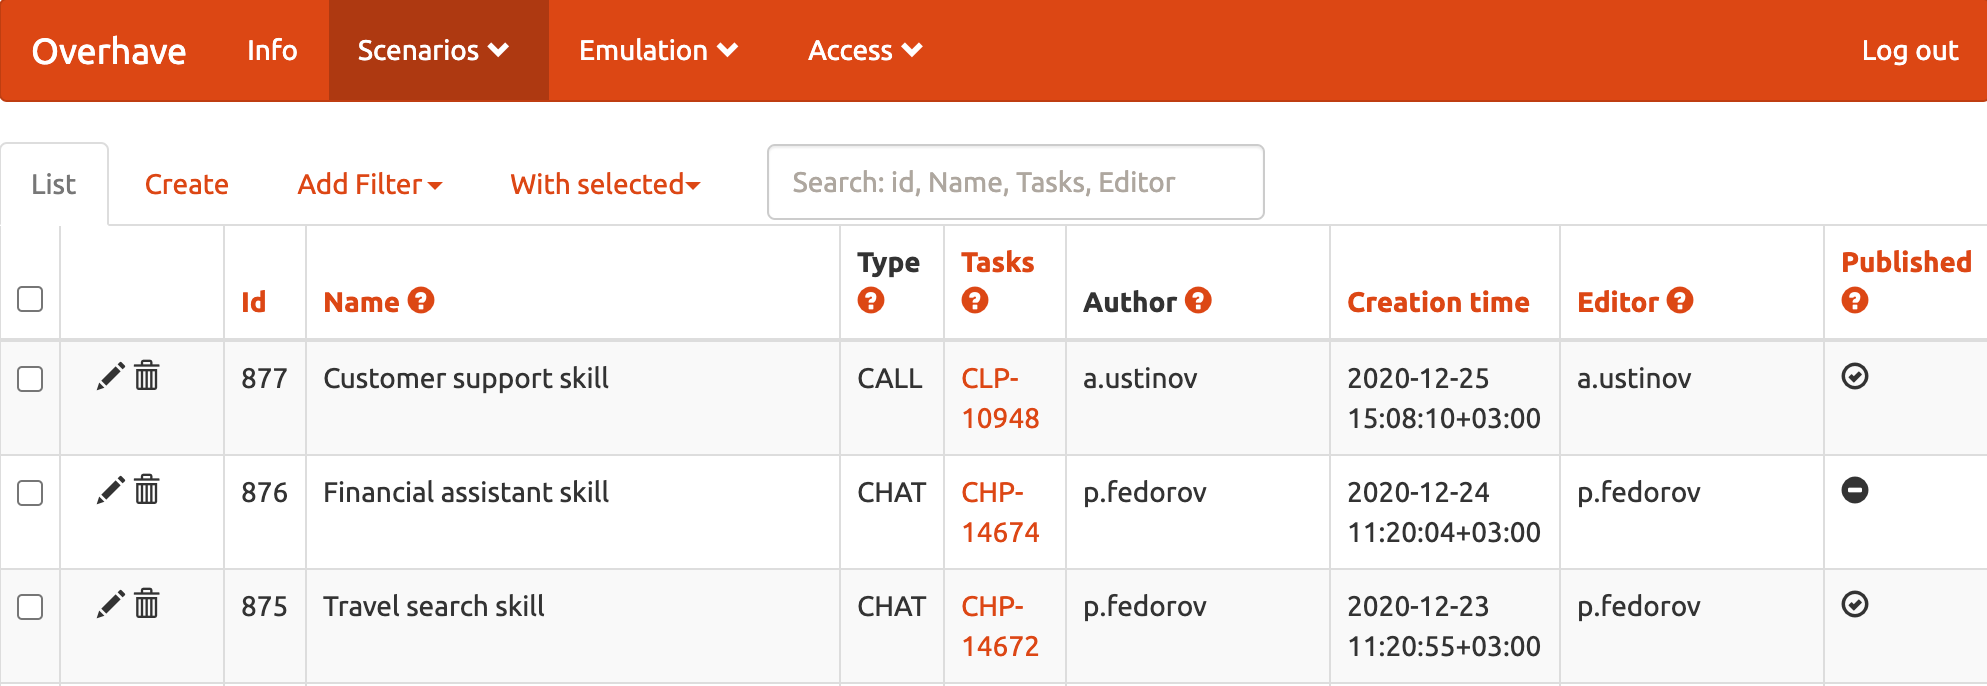 Overhave Info Scenarios Emulation Access Log out
List Create Add Filter With selected Search: id, Name, Tasks, Editor
Id Name ? Type ? Tasks ? Author ? Creation time Editor ? Published ?
877 Customer support skill CALL CLP-10948 a.ustinov 2020-12-25 15:08:10+03:00 a.ustinov
876 Financial assistant skill CHAT CHP-14674 p.fedorov 2020-12-24 11:20:04+03:00 p.fedorov
875 Travel search skill CHAT CHP-14672 p.fedorov 2020-12-23 11:20:55+03:00 p.fedorov